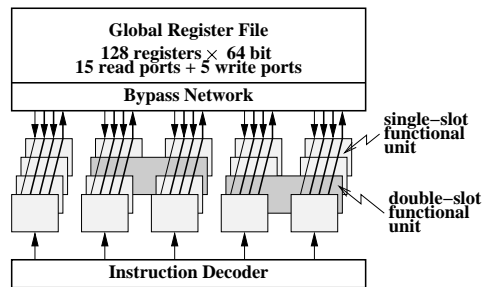 Global Register File
128 registers × 64 bit
15 read ports + 5 write ports
Bypass Network
single−slot
functional
unit
double−slot
functional
unit
Instruction Decoder